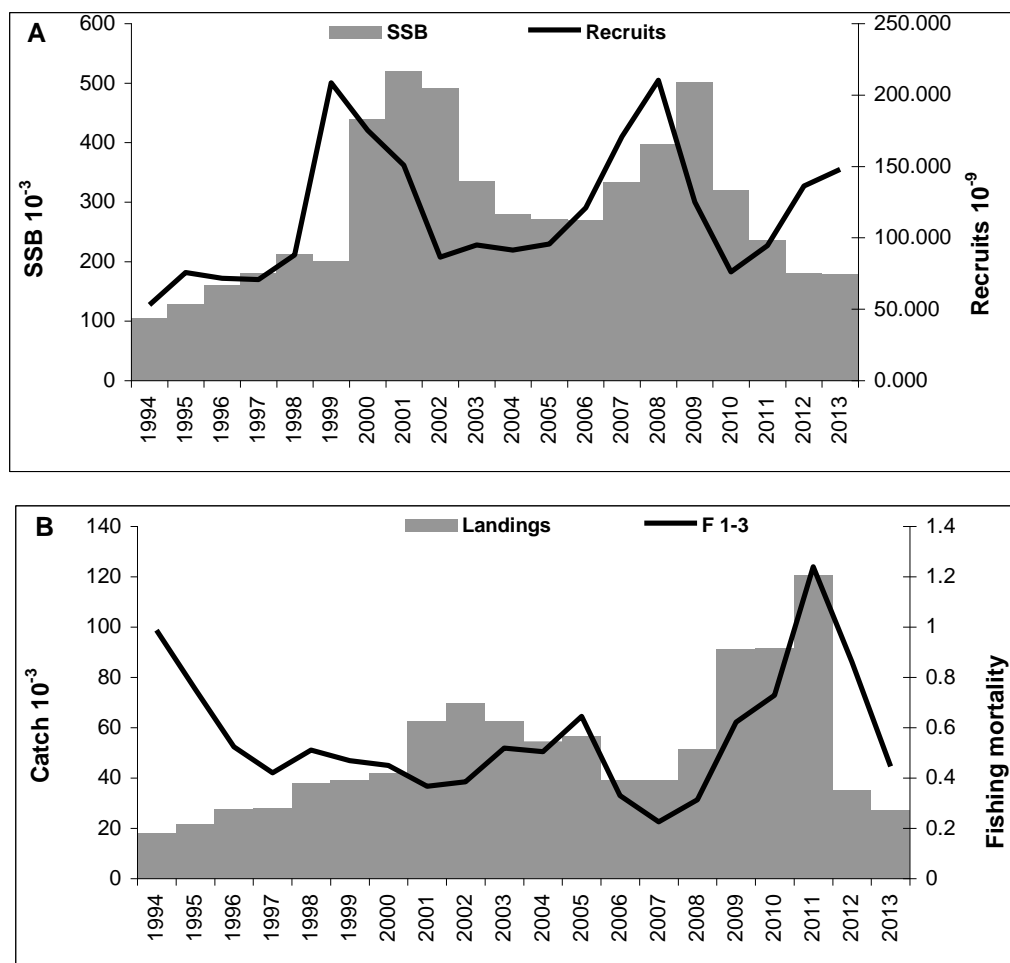 A
SSB
Recruits
600
500
400
300
200
100
0
SSB 10⁻³
250.000
200.000
150.000
100.000
50.000
0.000
Recruits 10⁻⁹
1994 1995 1996 1997 1998 1999 2000 2001 2002 2003 2004 2005 2006 2007 2008 2009 2010 2011 2012 2013
B
Landings
F 1-3
140
120
100
80
60
40
20
0
Catch 10⁻³
1.4
1.2
1
0.8
0.6
0.4
0.2
0
Fishing mortality
1994 1995 1996 1997 1998 1999 2000 2001 2002 2003 2004 2005 2006 2007 2008 2009 2010 2011 2012 2013